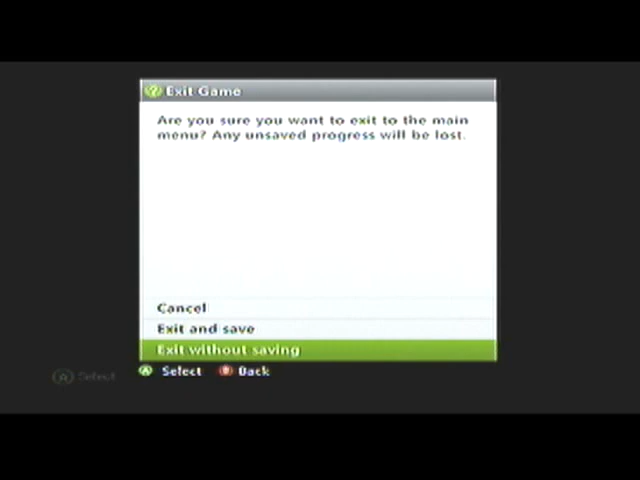 Exit Game
Are you sure you want to exit to the main
menu? Any unsaved progress will be lost.
Cancel
Exit and save
Exit without saving
A Select B Back
A Select